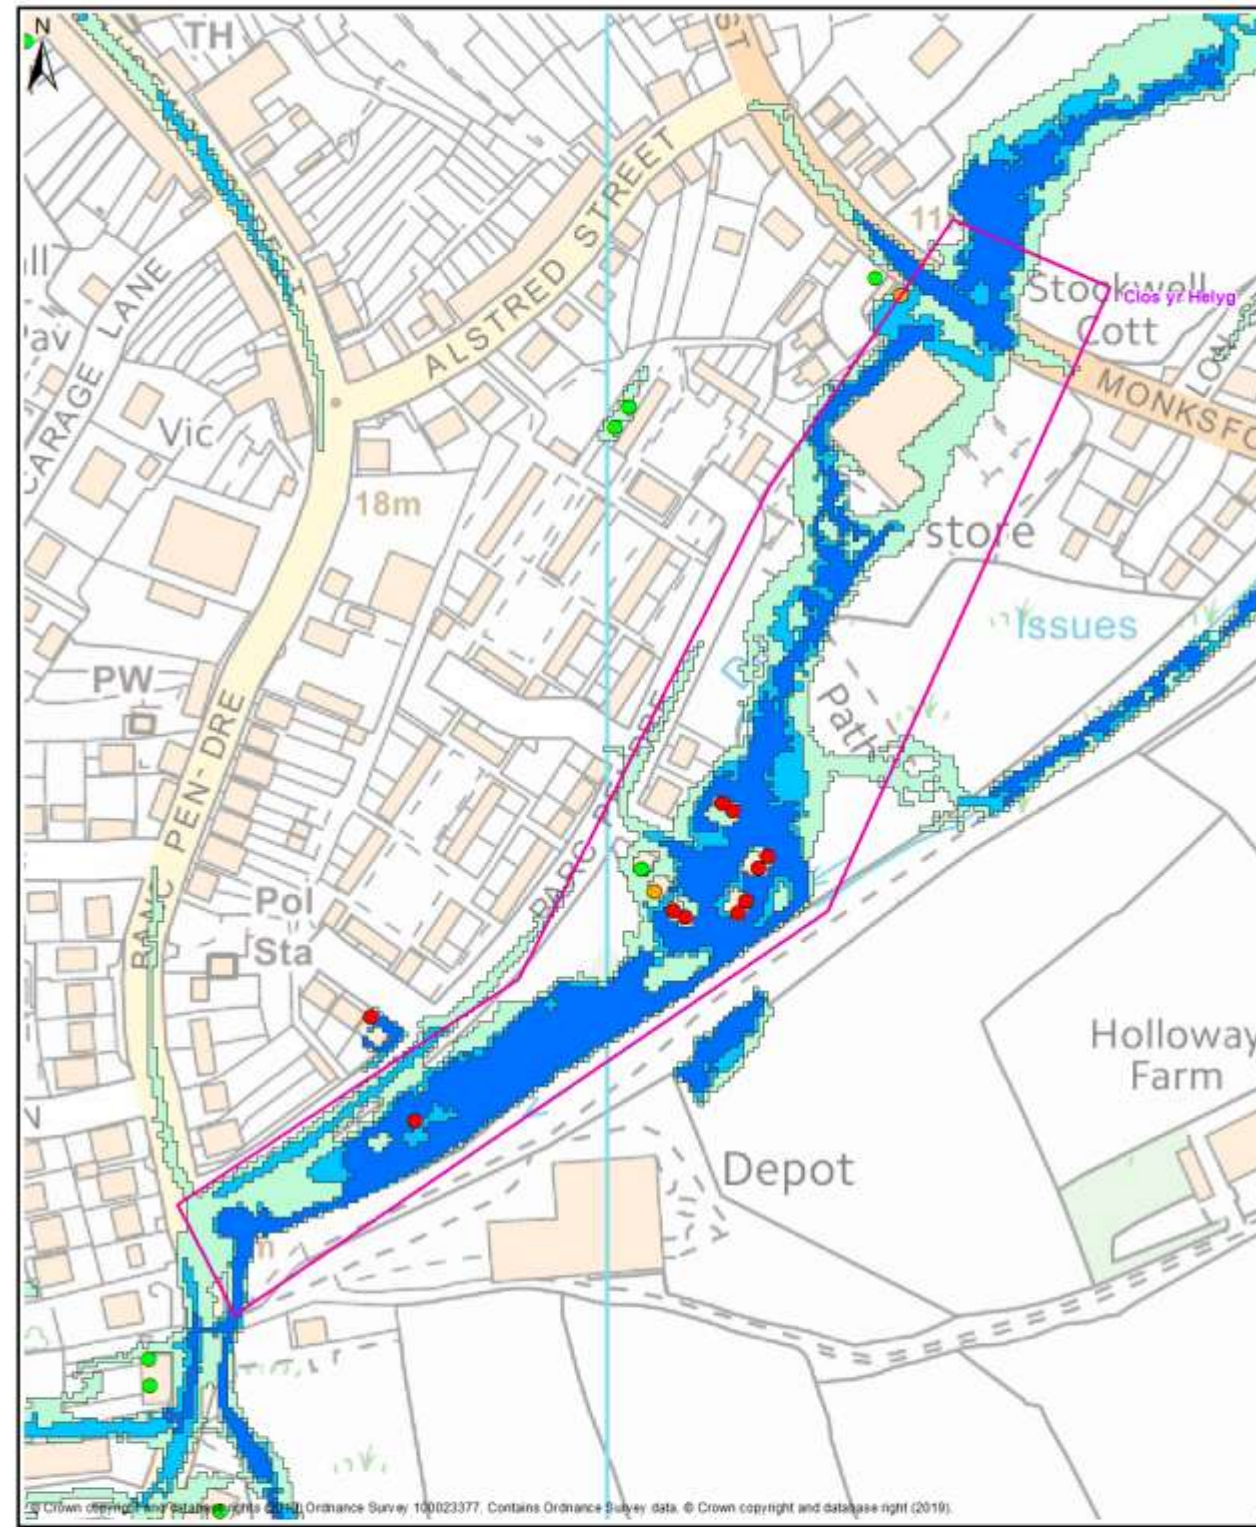 N
TH
ST
11
Stockwell
Cott
Clos yr Helyg
ALSTRED STREET
MONKSFO
LON
CARAGE LANE
Pav
Vic
18m
store
Issues
Path
PW
BANC PEN-DRE
PARC
Pol
Sta
Holloway
Farm
Depot
m
© Crown copyright and database rights Ordnance Survey 100023377. Contains Ordnance Survey data. © Crown copyright and database right (2019).